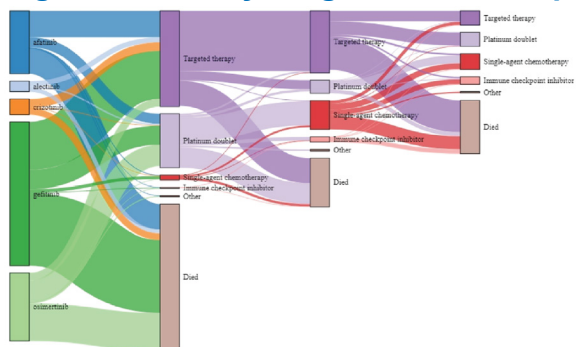 afatinib
alectinib
crizotinib
gefitinib
osimertinib
Targeted therapy
Platinum doublet
Single-agent chemotherapy
Immune checkpoint inhibitor
Other
Died
Targeted therapy
Platinum doublet
Single-agent chemotherapy
Immune checkpoint inhibitor
Other
Died
Targeted therapy
Platinum doublet
Single-agent chemotherapy
Immune checkpoint inhibitor
Other
Died